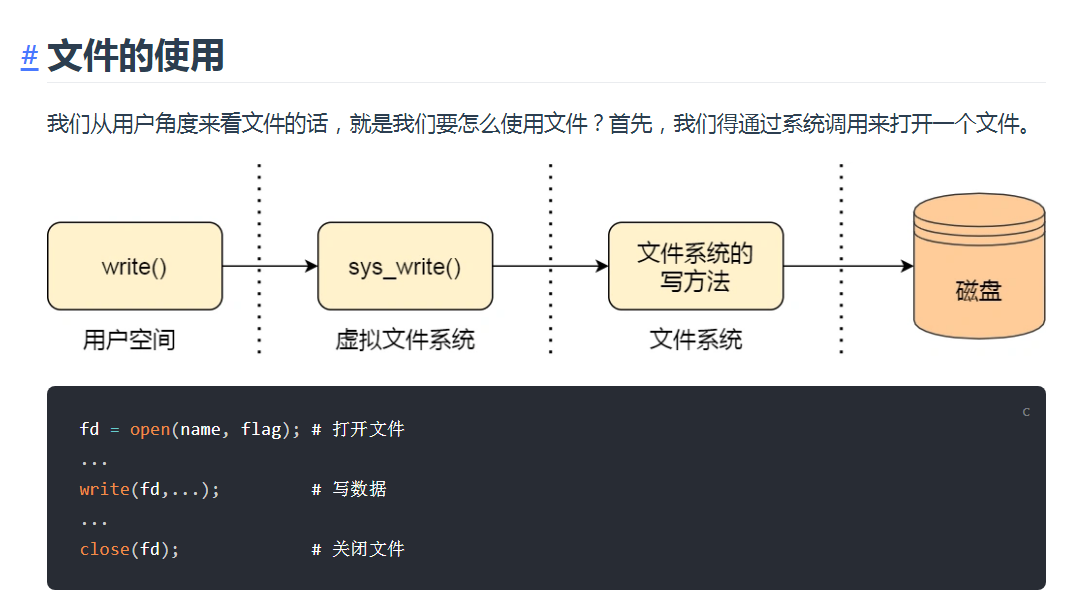 # 文件的使用
我们从用户角度来看文件的话，就是我们要怎么使用文件？首先，我们得通过系统调用来打开一个文件。
write()
sys_write()
文件系统的
写方法
磁盘
用户空间
虚拟文件系统
文件系统
c
fd = open(name, flag); # 打开文件
...
write(fd,...);         # 写数据
...
close(fd);             # 关闭文件